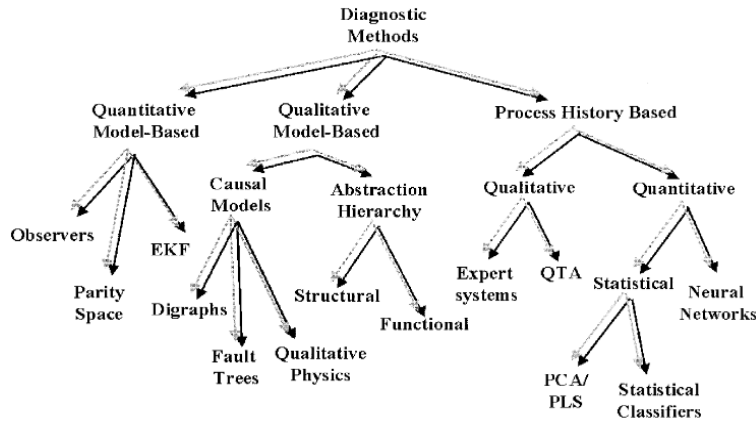 Diagnostic
Methods
Quantitative
Model-Based
Qualitative
Model-Based
Process History Based
Causal
Models
Abstraction
Hierarchy
Qualitative
Quantitative
Observers
EKF
Parity
Space
Digraphs
Fault
Trees
Qualitative
Physics
Structural
Functional
Expert
systems
QTA
Statistical
Neural
Networks
PCA/
PLS
Statistical
Classifiers